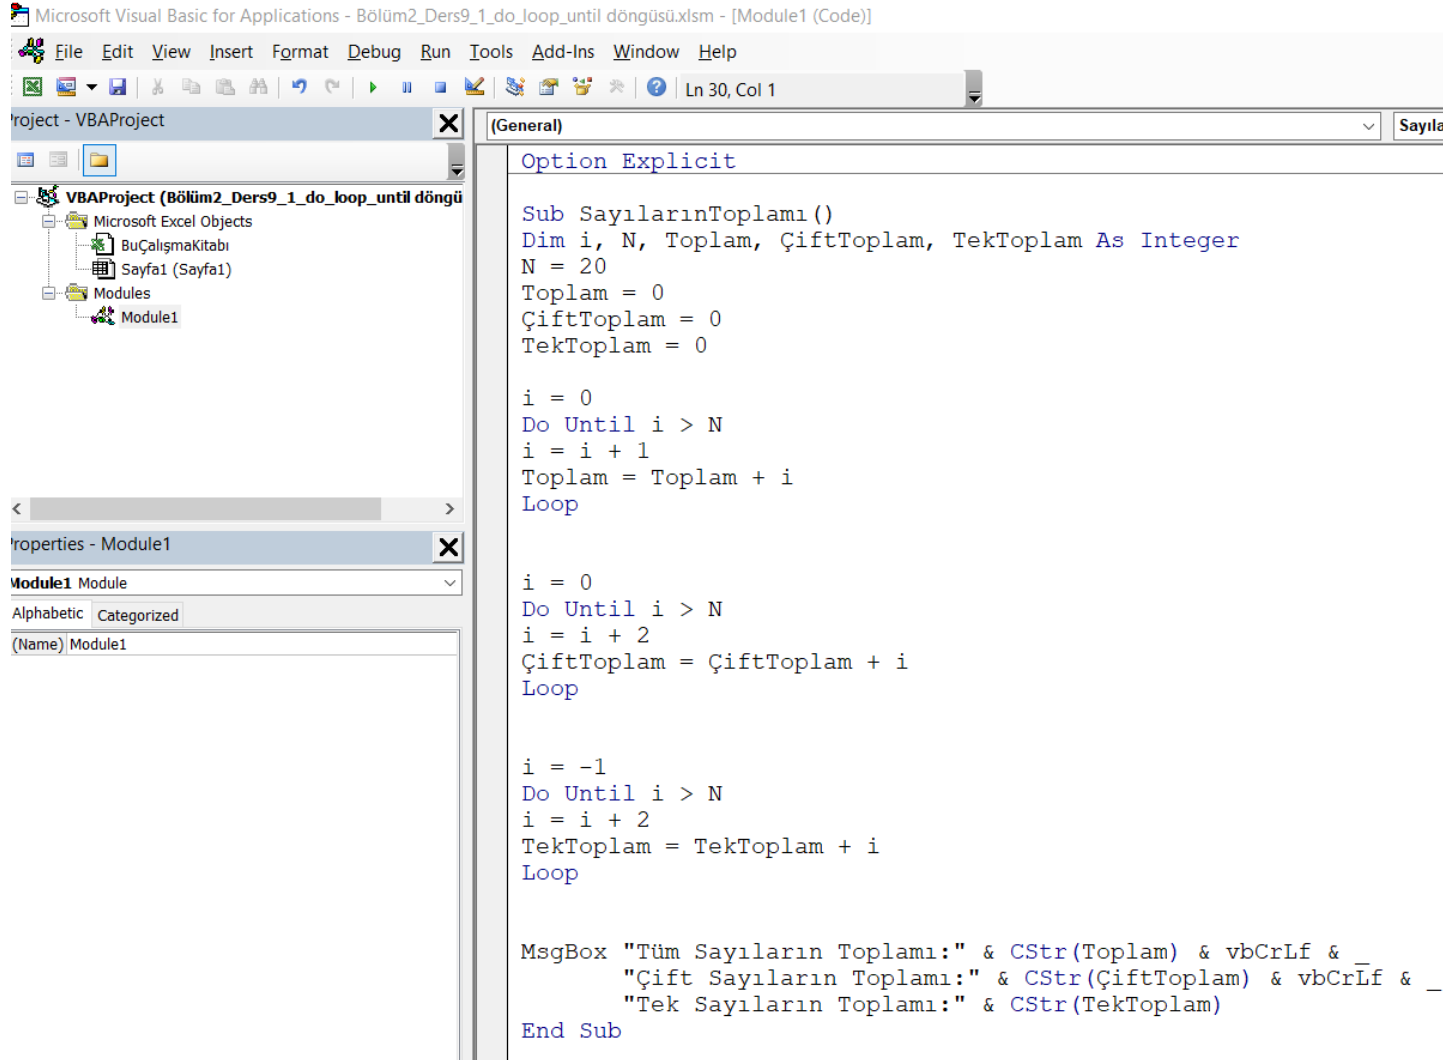 Microsoft Visual Basic for Applications - Bölüm2_Ders9_1_do_loop_until döngüsü.xlsm - [Module1 (Code)]
File Edit View Insert Format Debug Run Tools Add-Ins Window Help
Ln 30, Col 1
roject - VBAProject
VBAProject (Bölüm2_Ders9_1_do_loop_until döngü
Microsoft Excel Objects
BuÇalışmaKitabı
Sayfa1 (Sayfa1)
Modules
Module1
roperties - Module1
Module1 Module
Alphabetic Categorized
(Name) Module1
(General) Sayıla
Option Explicit
Sub SayılarınToplamı()
Dim i, N, Toplam, ÇiftToplam, TekToplam As Integer
N = 20
Toplam = 0
ÇiftToplam = 0
TekToplam = 0
i = 0
Do Until i > N
i = i + 1
Toplam = Toplam + i
Loop
i = 0
Do Until i > N
i = i + 2
ÇiftToplam = ÇiftToplam + i
Loop
i = -1
Do Until i > N
i = i + 2
TekToplam = TekToplam + i
Loop
MsgBox "Tüm Sayıların Toplamı:" & CStr(Toplam) & vbCrLf & _
"Çift Sayıların Toplamı:" & CStr(ÇiftToplam) & vbCrLf & _
"Tek Sayıların Toplamı:" & CStr(TekToplam)
End Sub